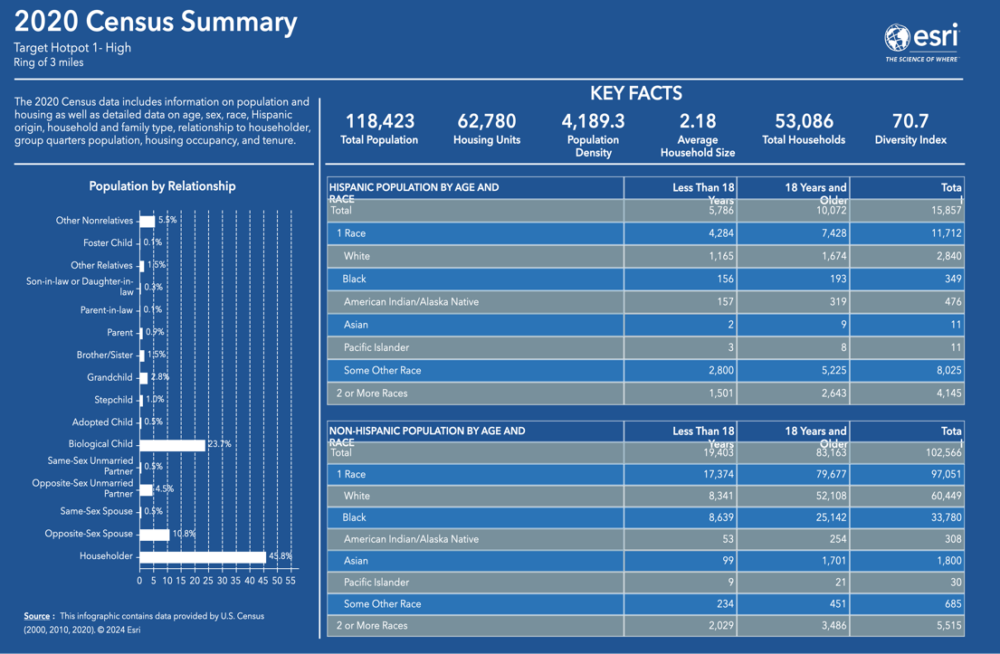 2020 Census Summary
Target Hotpot 1- High
Ring of 3 miles
esri
THE SCIENCE OF WHERE
The 2020 Census data includes information on population and
housing as well as detailed data on age, sex, race, Hispanic
origin, household and family type, relationship to householder,
group quarters population, housing occupancy, and tenure.
KEY FACTS
118,423 62,780 4,189.3 2.18 53,086 70.7
Total Population Housing Units Population Average Total Households Diversity Index
Density Household Size
Population by Relationship
Other Nonrelatives 5.5%
Foster Child 0.1%
Other Relatives 1.5%
Son-in-law or Daughter-in-
law 0.3%
Parent-in-law 0.1%
Parent 0.9%
Brother/Sister 1.5%
Grandchild 2.8%
Stepchild 1.0%
Adopted Child 0.5%
Biological Child 23.7%
Same-Sex Unmarried
Partner 0.5%
Opposite-Sex Unmarried
Partner 4.5%
Same-Sex Spouse 0.5%
Opposite-Sex Spouse 10.8%
Householder 45.8%
0 5 10 15 20 25 30 35 40 45 50 55
Source : This infographic contains data provided by U.S. Census
(2000, 2010, 2020). © 2024 Esri
HISPANIC POPULATION BY AGE AND Less Than 18 18 Years and Tota
RACE Years Older l
Total 5,786 10,072 15,857
1 Race 4,284 7,428 11,712
White 1,165 1,674 2,840
Black 156 193 349
American Indian/Alaska Native 157 319 476
Asian 2 9 11
Pacific Islander 3 8 11
Some Other Race 2,800 5,225 8,025
2 or More Races 1,501 2,643 4,145
NON-HISPANIC POPULATION BY AGE AND Less Than 18 18 Years and Tota
RACE Years Older l
Total 19,403 83,163 102,566
1 Race 17,374 79,677 97,051
White 8,341 52,108 60,449
Black 8,639 25,142 33,780
American Indian/Alaska Native 53 254 308
Asian 99 1,701 1,800
Pacific Islander 9 21 30
Some Other Race 234 451 685
2 or More Races 2,029 3,486 5,515